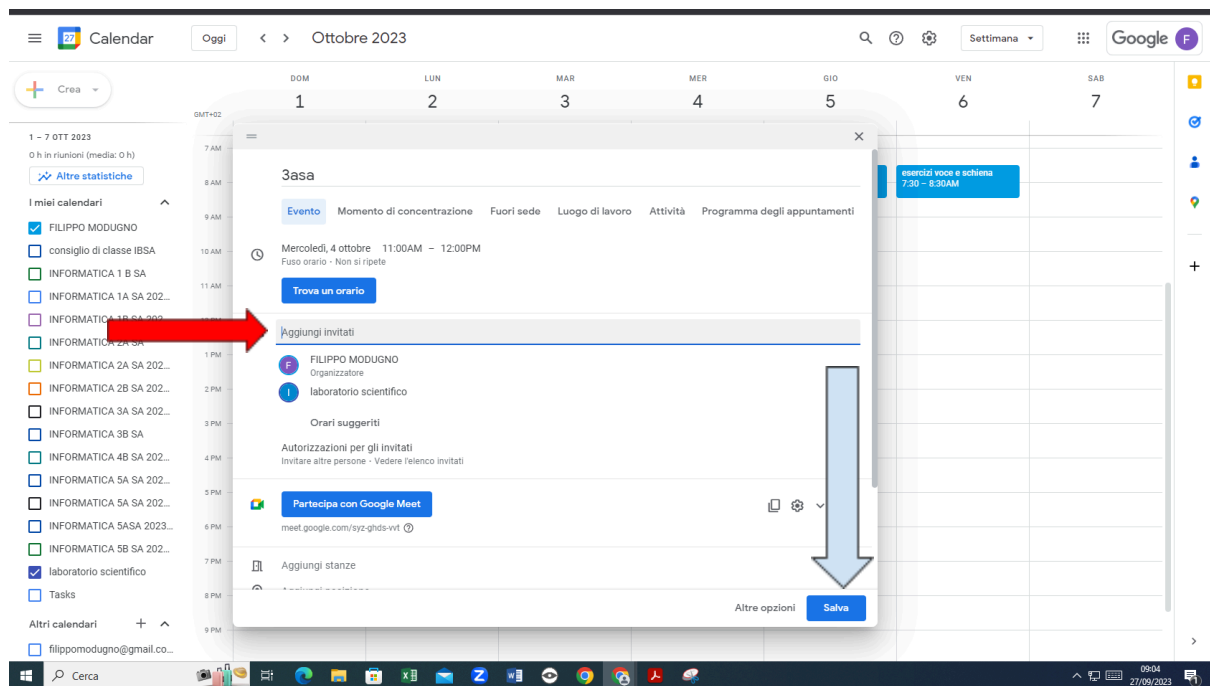 27 Calendar Oggi Ottobre 2023 Settimana Google F
Crea
DOM LUN MAR MER GIO VEN SAB
1 2 3 4 5 6 7
GMT+02
1 – 7 OTT 2023
0 h in riunioni (media: 0 h)
Altre statistiche
I miei calendari
FILIPPO MODUGNO
consiglio di classe IBSA
INFORMATICA 1 B SA
INFORMATICA 1A SA 202...
INFORMATICA 1B SA 202...
INFORMATICA 2A SA
INFORMATICA 2A SA 202...
INFORMATICA 2B SA 202...
INFORMATICA 3A SA 202...
INFORMATICA 3B SA
INFORMATICA 4B SA 202...
INFORMATICA 5A SA 202...
INFORMATICA 5A SA 202...
INFORMATICA 5ASA 2023...
INFORMATICA 5B SA 202...
laboratorio scientifico
Tasks
Altri calendari
filippomodugno@gmail.co...
7 AM
8 AM
9 AM
10 AM
11 AM
1 PM
2 PM
3 PM
4 PM
5 PM
6 PM
7 PM
8 PM
9 PM
3asa
Evento Momento di concentrazione Fuori sede Luogo di lavoro Attività Programma degli appuntamenti
Mercoledì, 4 ottobre 11:00AM – 12:00PM
Fuso orario - Non si ripete
Trova un orario
Aggiungi invitati
F FILIPPO MODUGNO
Organizzatore
l laboratorio scientifico
Orari suggeriti
Autorizzazioni per gli invitati
Invitare altre persone - Vedere l'elenco invitati
Partecipa con Google Meet
meet.google.com/syz-ghds-vvt
Aggiungi stanze
Altre opzioni Salva
esercizi voce e schiena
7:30 – 8:30AM
Cerca
09:04
27/09/2023